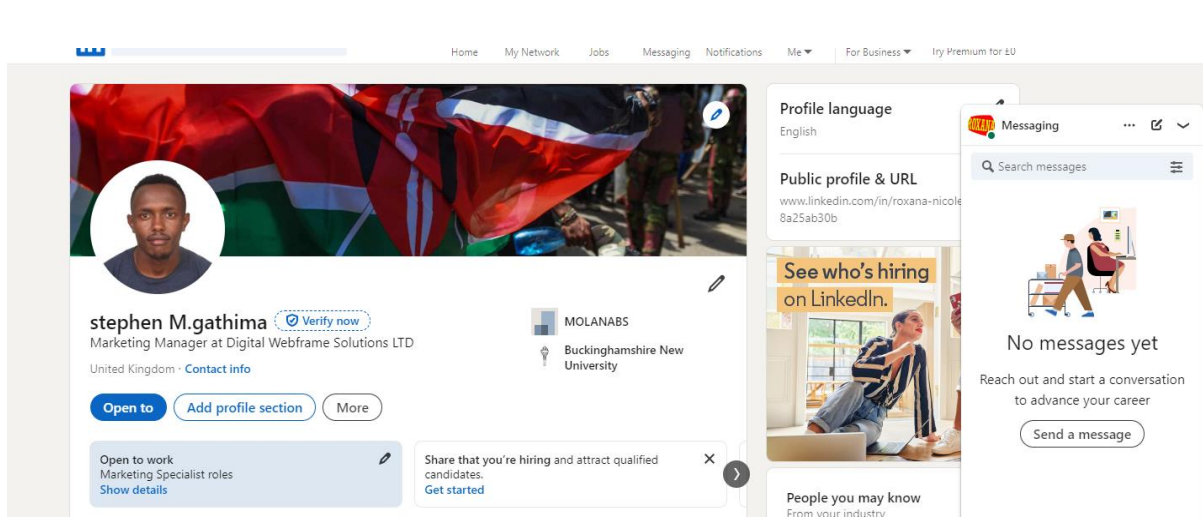 Home My Network Jobs Messaging Notifications Me For Business Try Premium for £0
stephen M.gathima Verify now
Marketing Manager at Digital Webframe Solutions LTD
United Kingdom · Contact info
Open to Add profile section More
MOLANABS
Buckinghamshire New
University
Open to work
Marketing Specialist roles
Show details
Share that you're hiring and attract qualified
candidates.
Get started
Profile language
English
Public profile & URL
www.linkedin.com/in/roxana-nicole
8a25ab30b
See who's hiring
on LinkedIn.
People you may know
From your industry
ROXANA Messaging
Search messages
No messages yet
Reach out and start a conversation
to advance your career
Send a message